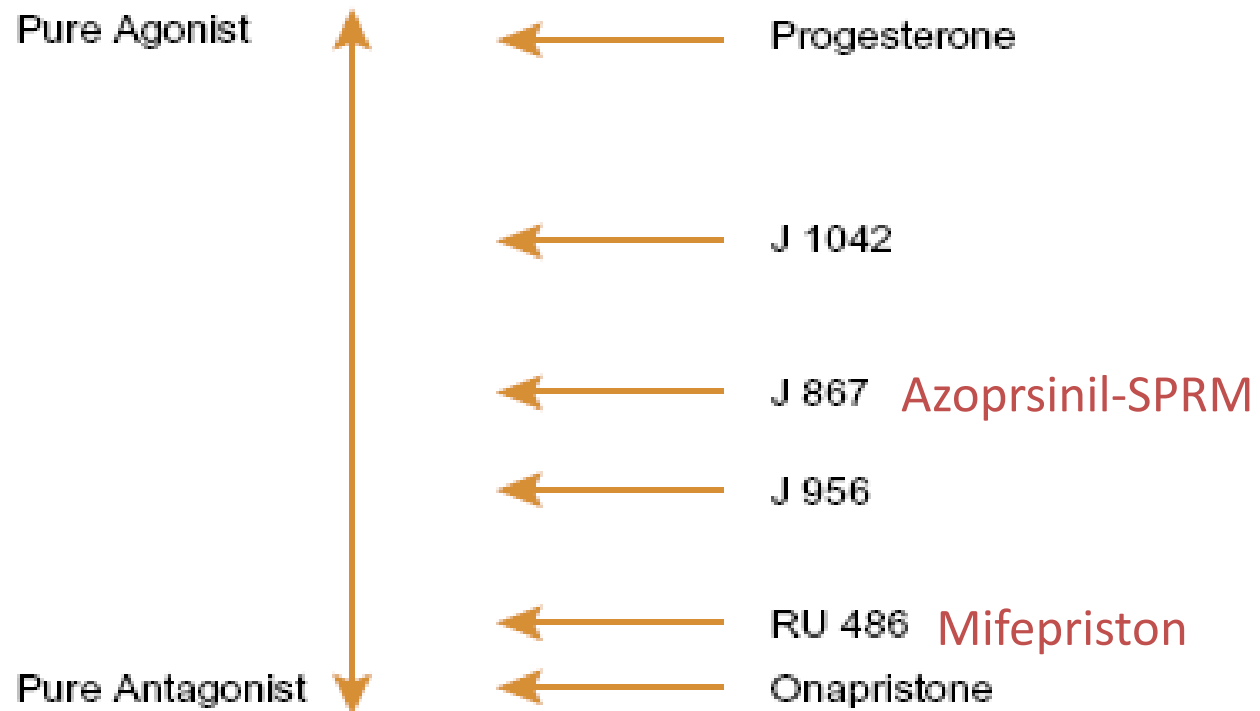 Pure Agonist
Progesterone
J 1042
J 867 Azoprsinil-SPRM
J 956
RU 486 Mifepriston
Pure Antagonist
Onapristone